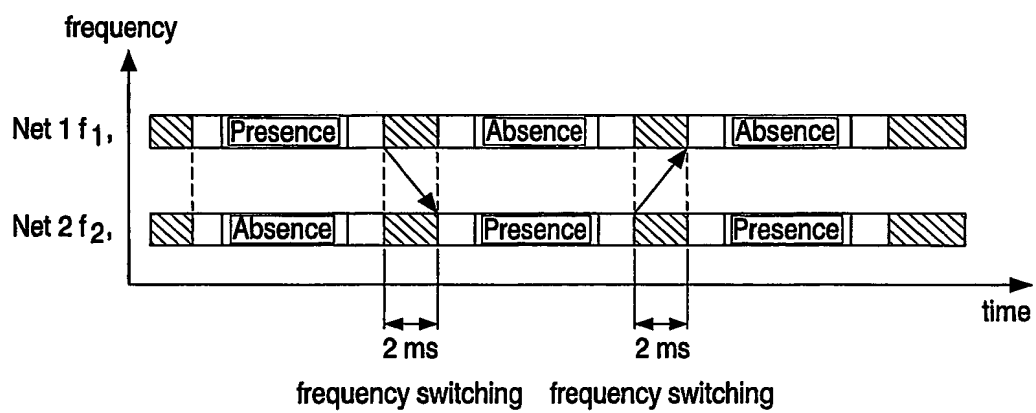 frequency
Net 1 f1, Presence Absence Absence
Net 2 f2, Absence Presence Presence
time
2 ms 2 ms
frequency switching frequency switching